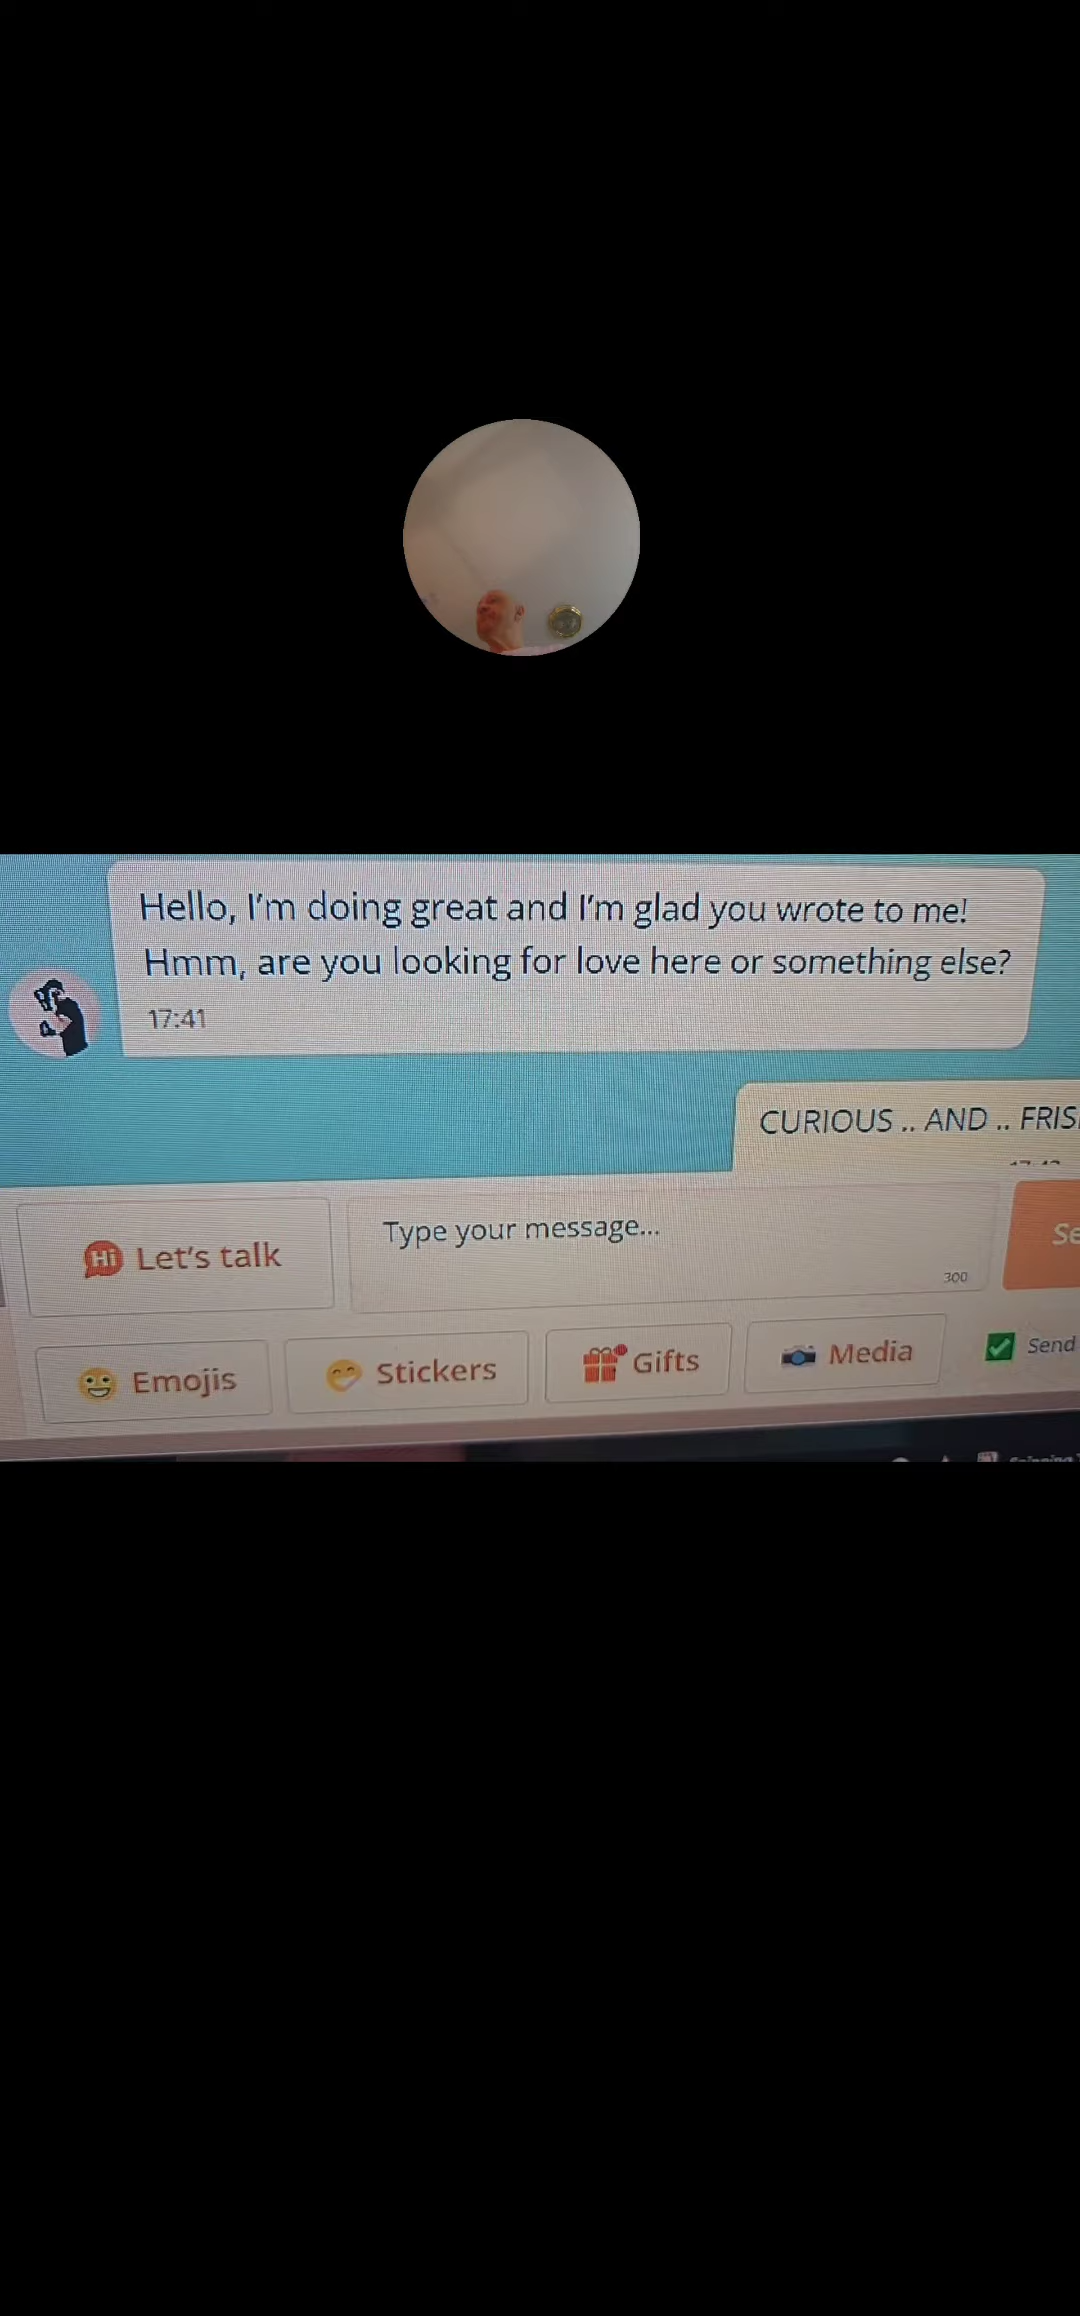 Hello, I'm doing great and I'm glad you wrote to me!
Hmm, are you looking for love here or something else?
17:41
CURIOUS .. AND ..
Hi Let's talk
Type your message...
300
Emojis
Stickers
Gifts
Media
Send